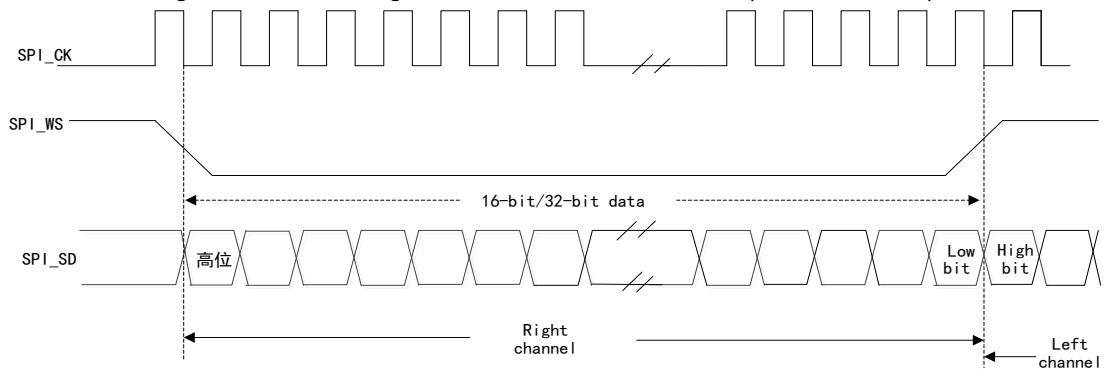 SPI_CK
SPI_WS
16-bit/32-bit data
SPI_SD
高位
Low
bit
High
bit
Right
channel
Left
channel